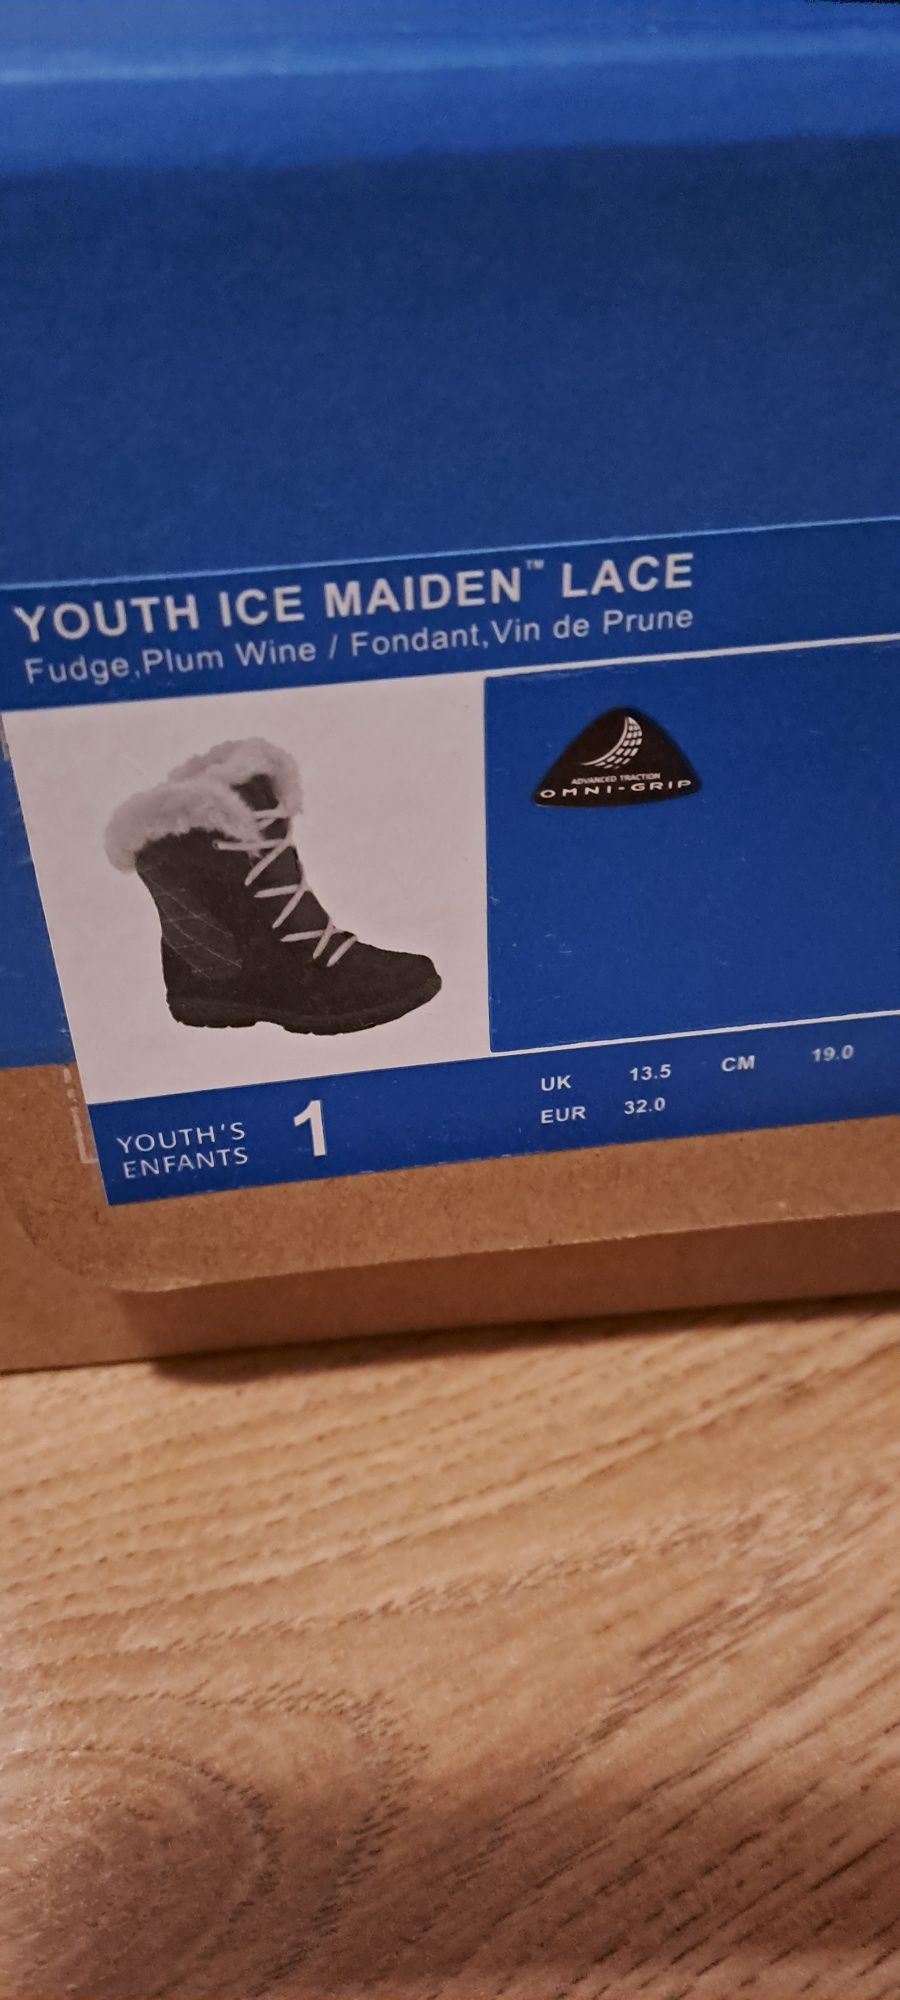 YOUTH ICE MAIDEN™ LACE
Fudge,Plum Wine / Fondant,Vin de Prune
ADVANCED TRACTION
OMNI-GRIP
UK 13.5 CM 19.0
EUR 32.0
YOUTH'S 1
ENFANTS